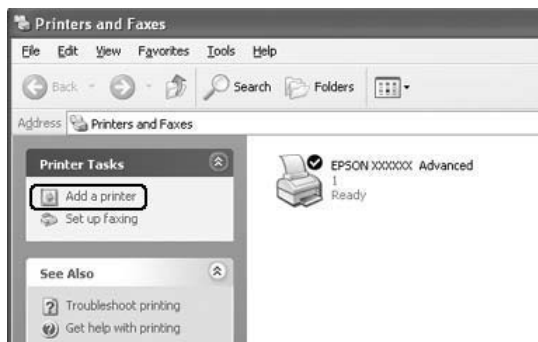 Printers and Faxes
File Edit View Favorites Tools Help
Back Search Folders
Address Printers and Faxes
Printer Tasks
Add a printer
Set up faxing
See Also
Troubleshoot printing
Get help with printing
EPSON XXXXXX Advanced
1
Ready